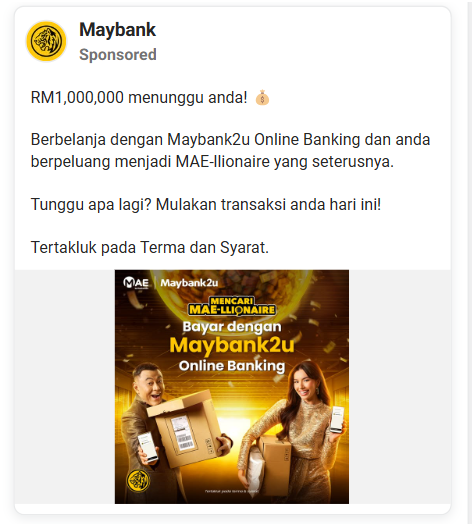 Maybank
Sponsored
RM1,000,000 menunggu anda! 💰
Berbelanja dengan Maybank2u Online Banking dan anda
berpeluang menjadi MAE-llionaire yang seterusnya.
Tunggu apa lagi? Mulakan transaksi anda hari ini!
Tertakluk pada Terma dan Syarat.
MAE | Maybank2u
MENCARI
MAE-LLIONAIRE
Bayar dengan
Maybank2u
Online Banking